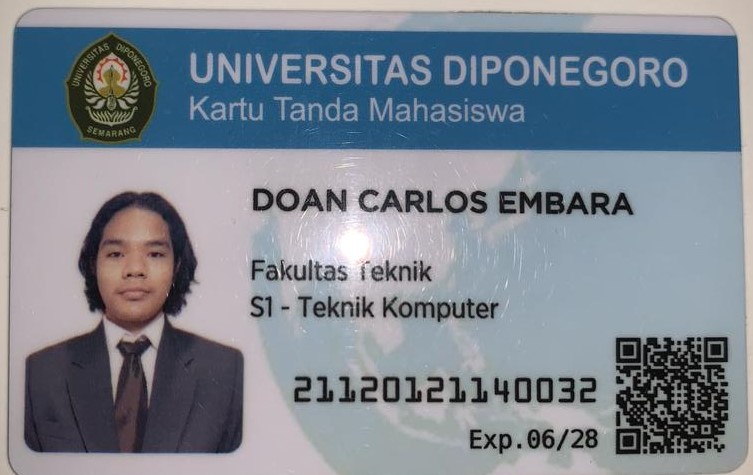 UNIVERSITAS DIPONEGORO
SEMARANG
UNIVERSITAS DIPONEGORO
Kartu Tanda Mahasiswa
DOAN CARLOS EMBARA
Fakultas Teknik
S1 - Teknik Komputer
21120121140032
Exp.06/28